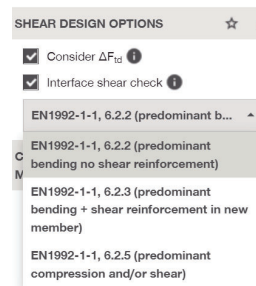 SHEAR DESIGN OPTIONS
Consider ΔFtd
Interface shear check
EN1992-1-1, 6.2.2 (predominant b...
C
M
EN1992-1-1, 6.2.2 (predominant
bending no shear reinforcement)
EN1992-1-1, 6.2.3 (predominant
bending + shear reinforcement in new
member)
EN1992-1-1, 6.2.5 (predominant
compression and/or shear)